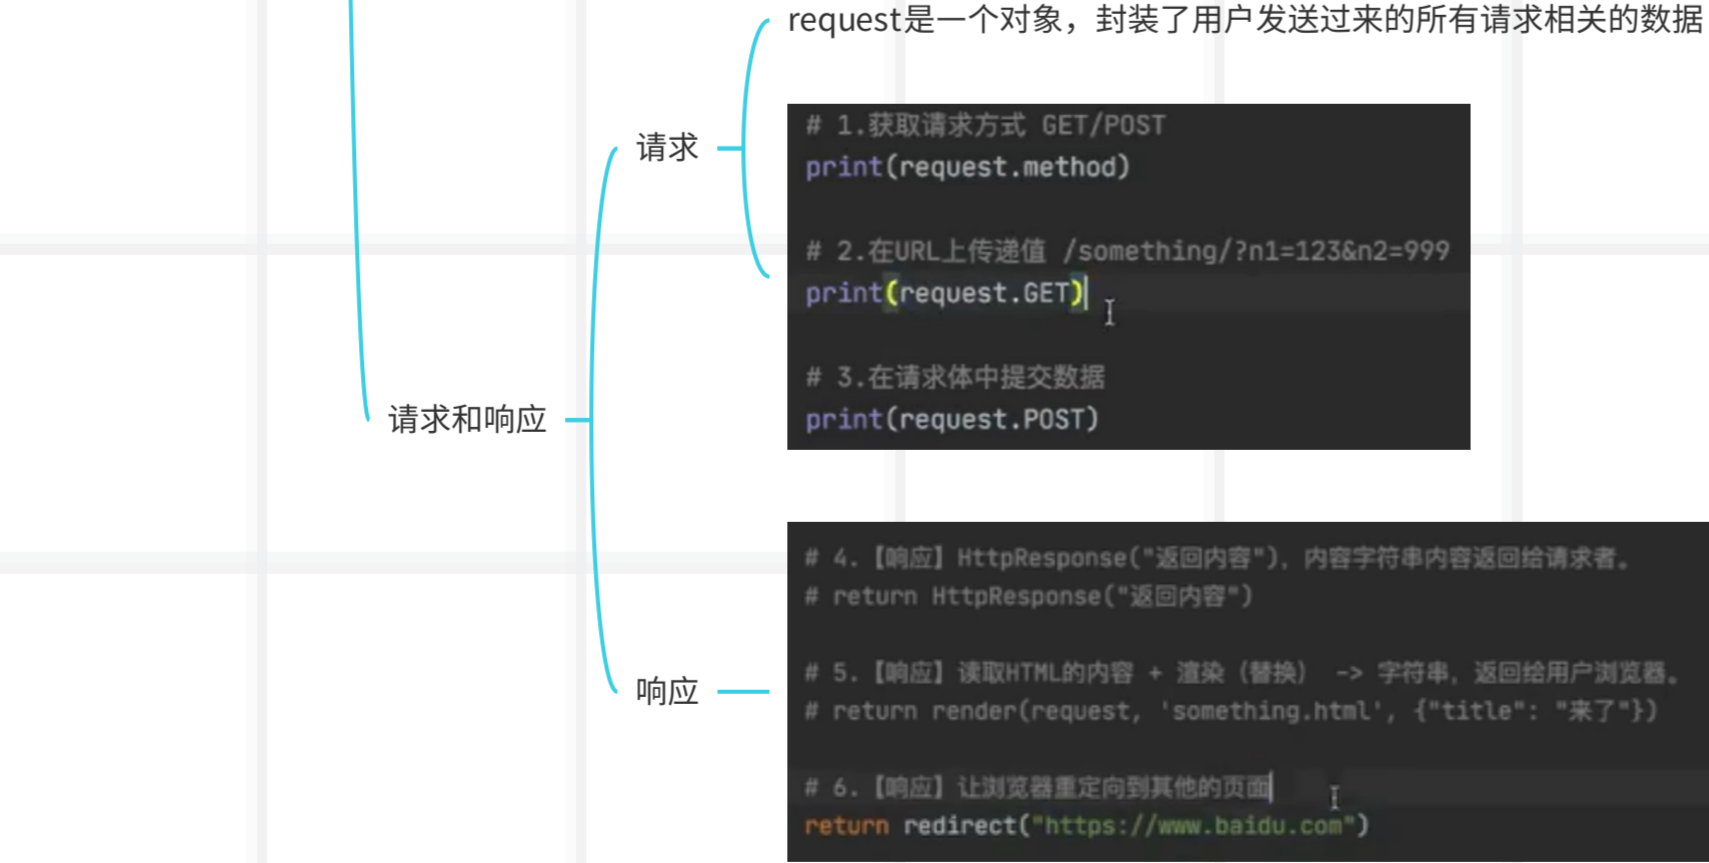 request是一个对象，封装了用户发送过来的所有请求相关的数据
请求
# 1.获取请求方式 GET/POST
print(request.method)
# 2.在URL上传递值 /something/?n1=123&n2=999
print(request.GET)
# 3.在请求体中提交数据
print(request.POST)
请求和响应
响应
# 4.【响应】HttpResponse("返回内容")，内容字符串内容返回给请求者。
# return HttpResponse("返回内容")
# 5.【响应】读取HTML的内容 + 渲染（替换） -> 字符串，返回给用户浏览器。
# return render(request, 'something.html', {"title": "来了"})
# 6.【响应】让浏览器重定向到其他的页面
return redirect("https://www.baidu.com")